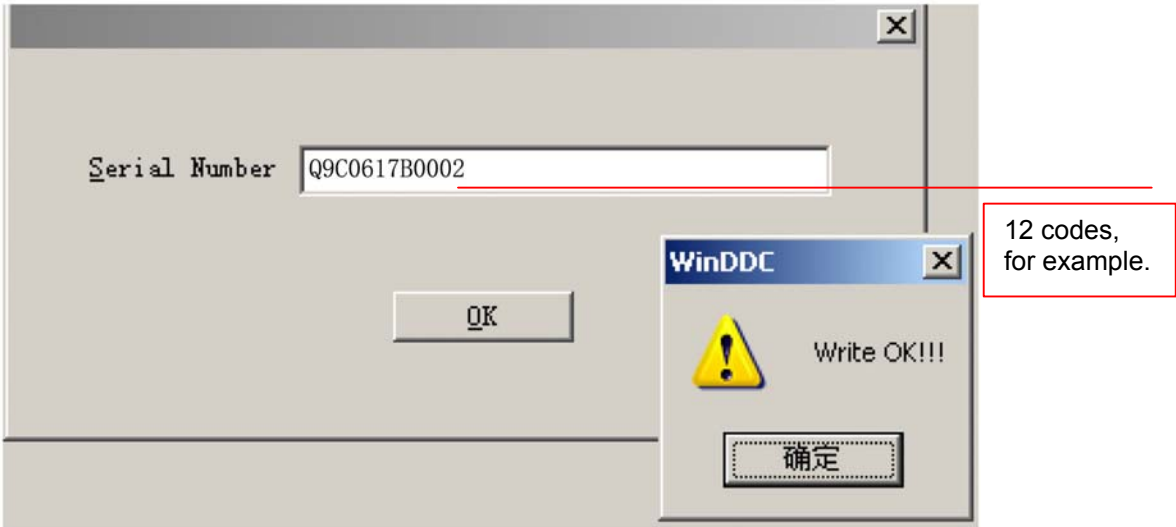 Serial Number Q9C0617B0002
12 codes,
for example.
WinDDC
OK
Write OK!!!
确定